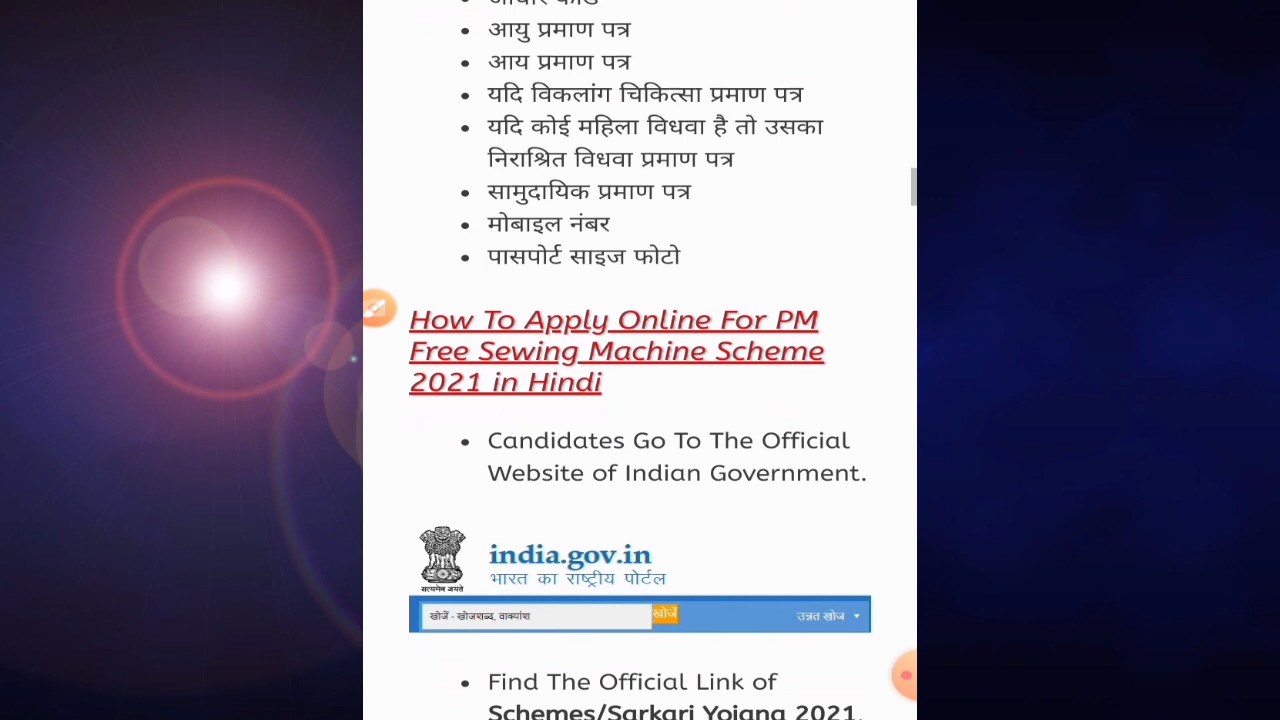 आयु प्रमाण पत्र
आय प्रमाण पत्र
यदि विकलांग चिकित्सा प्रमाण पत्र
यदि कोई महिला विधवा है तो उसका
निराश्रित विधवा प्रमाण पत्र
सामुदायिक प्रमाण पत्र
मोबाइल नंबर
पासपोर्ट साइज फोटो
How To Apply Online For PM
Free Sewing Machine Scheme
2021 in Hindi
Candidates Go To The Official
Website of Indian Government.
india.gov.in
भारत का राष्ट्रीय पोर्टल
सत्यमेव जयते
खोजें - खोजशब्द, वाक्यांश
खोजें
उन्नत खोज
Find The Official Link of
Schemes/Sarkari Yojana 2021.